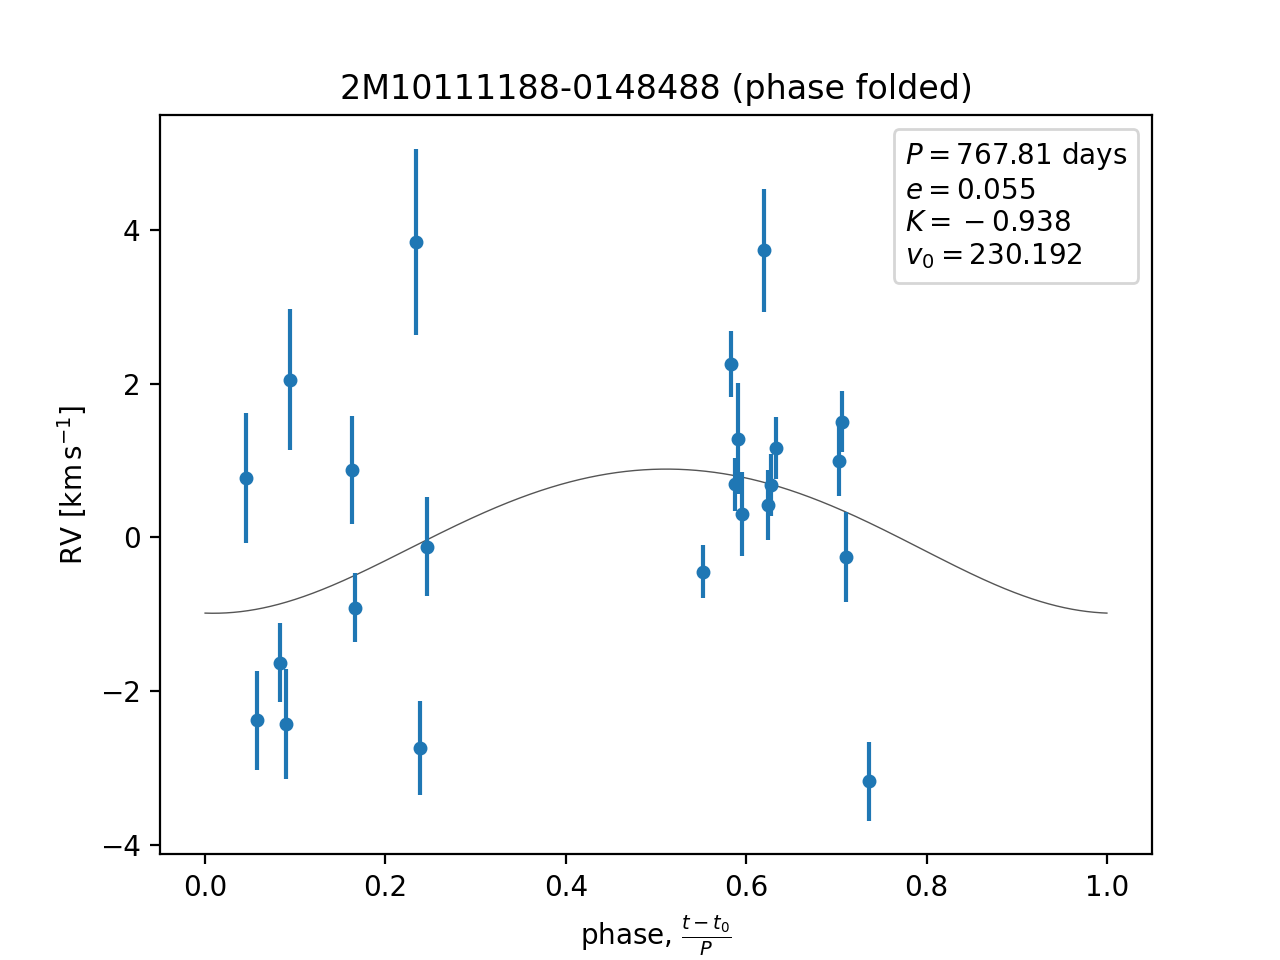 2M10111188-0148488 (phase folded)
P = 767.81 days
e = 0.055
K = −0.938
v₀ = 230.192
RV [km s⁻¹]
4
2
0
−2
−4
0.0 0.2 0.4 0.6 0.8 1.0
phase, (t − t₀)/P